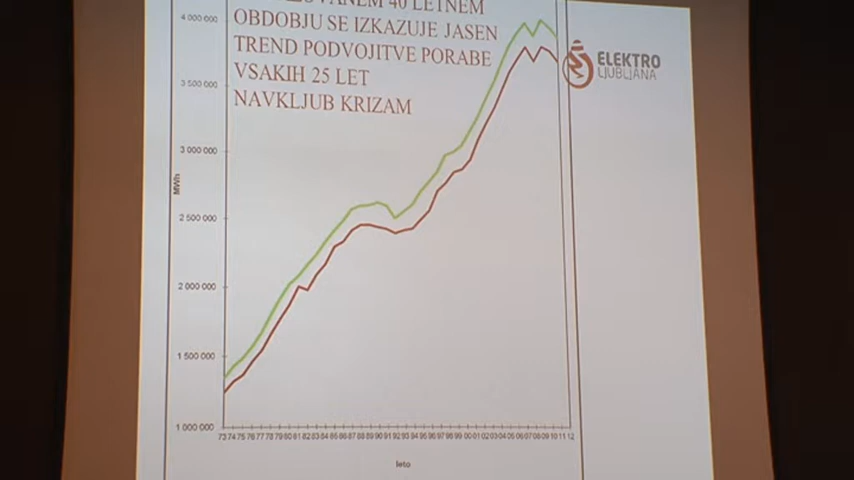 40 LETNEM
OBDOBJU SE IZKAZUJE JASEN
TREND PODVOJITVE PORABE
VSAKIH 25 LET
NAVKLJUB KRIZAM
ELEKTRO
LJUBLJANA
4 000 000
3 500 000
3 000 000
MWh
2 500 000
2 000 000
1 500 000
1 000 000
73 74 75 76 77 78 79 80 81 82 83 84 85 86 87 88 89 90 91 92 93 94 95 96 97 98 99 00 01 02 03 04 05 06 07 08 09 10 11 12
leto